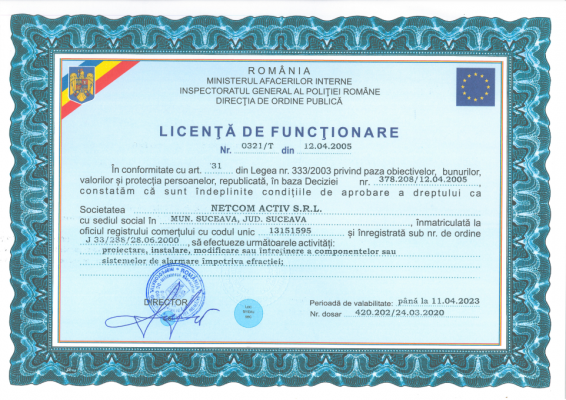 ROMÂNIA
MINISTERUL AFACERILOR INTERNE
INSPECTORATUL GENERAL AL POLIȚIEI ROMÂNE
DIRECȚIA DE ORDINE PUBLICĂ
LICENȚĂ DE FUNCȚIONARE
Nr. 0321/T din 12.04.2005
În conformitate cu art. 31 din Legea nr. 333/2003 privind paza obiectivelor, bunurilor,
valorilor și protecția persoanelor, republicată, în baza Deciziei nr. 378.208/12.04.2005,
constatăm că sunt îndeplinite condițiile de aprobare a dreptului ca
Societatea NETCOM ACTIV S.R.L.
cu sediul social în MUN. SUCEAVA, JUD. SUCEAVA, înmatriculată la
oficiul registrului comerțului cu codul unic 13151595 și înregistrată sub nr. de ordine
J 33/288/28.06.2000, să efectueze următoarele activități:
proiectare, instalare, modificare sau întreținere a componentelor sau
sistemelor de alarmare împotriva efracției;
DIRECTOR
Perioadă de valabilitate: până la 11.04.2023
Nr. dosar 420.202/24.03.2020